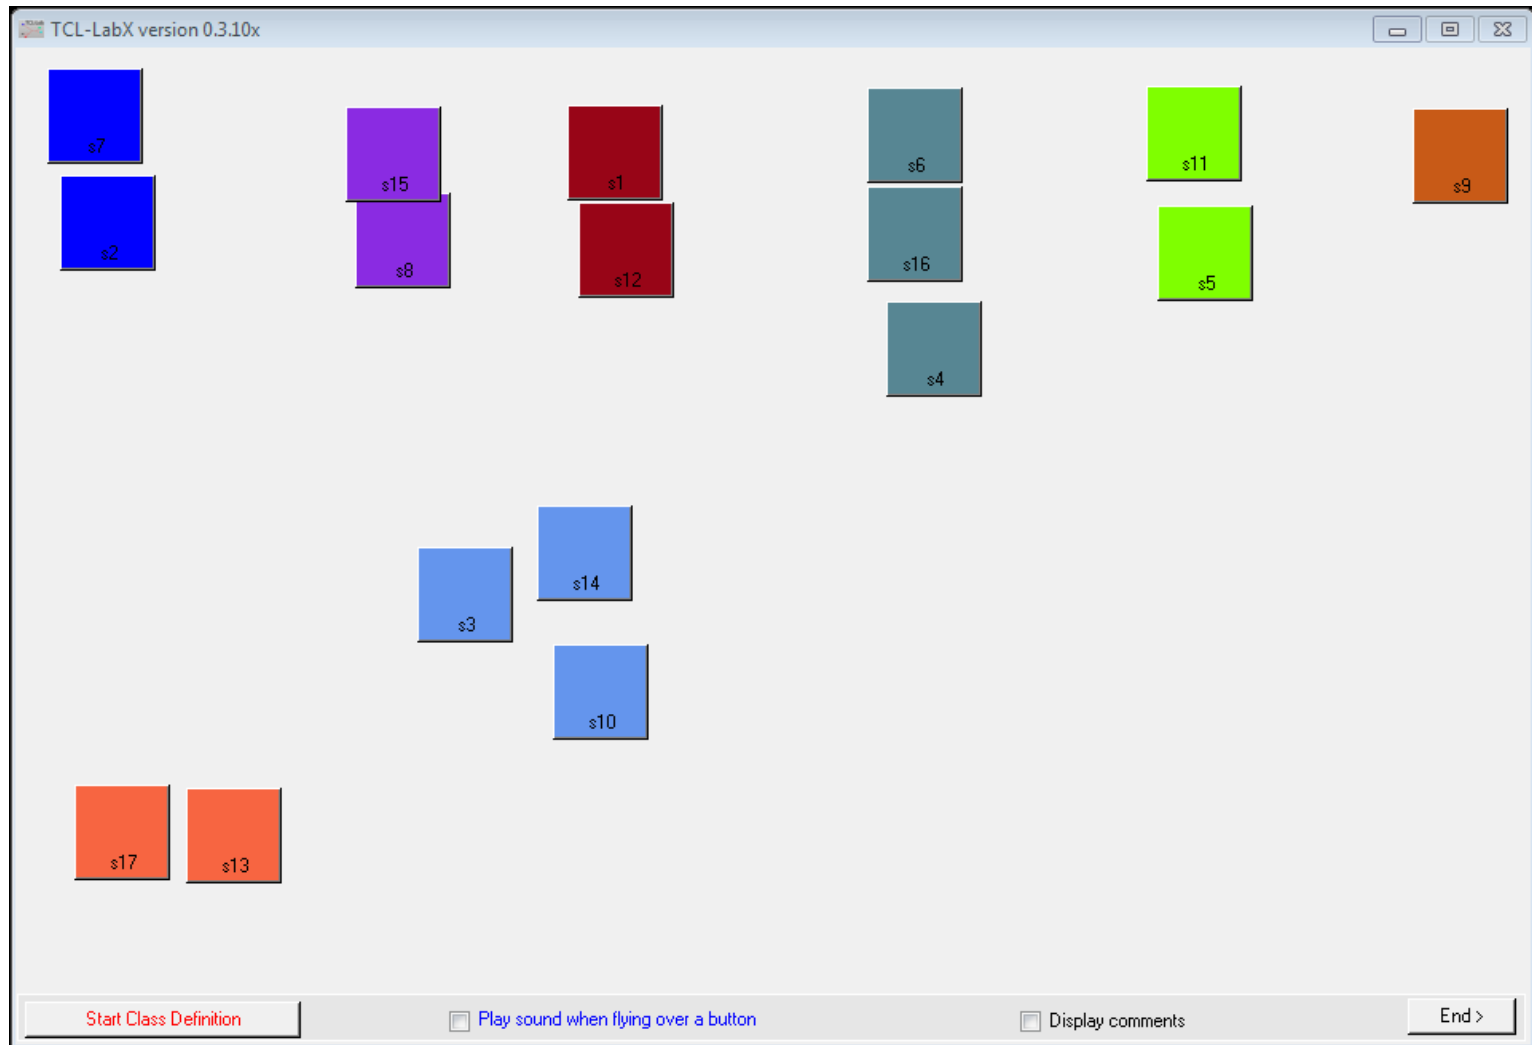 TCL-LabX version 0.3.10x
s7
s15
s1
s6
s11
s9
s2
s8
s12
s16
s5
s4
s14
s3
s10
s17
s13
Start Class Definition
Play sound when flying over a button
Display comments
End >